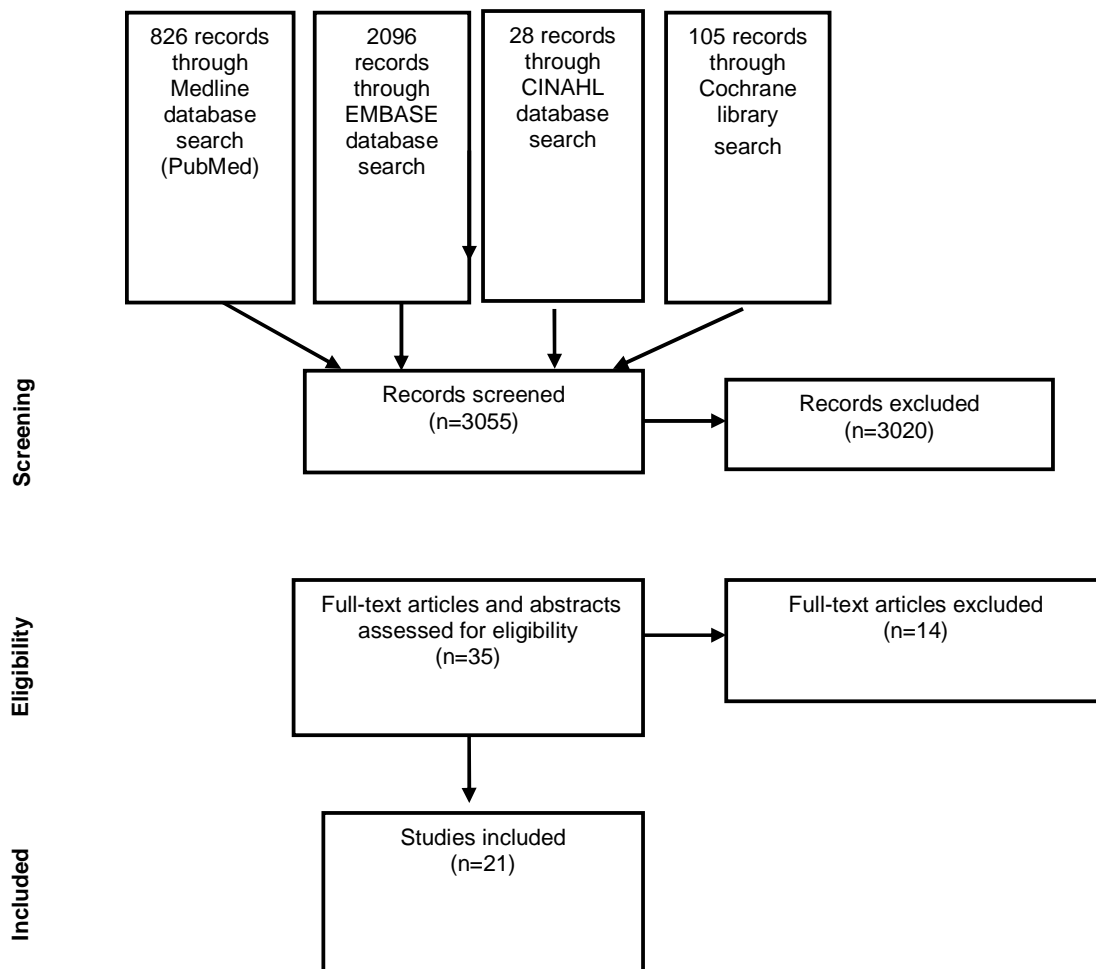 826 records
through
Medline
database
search
(PubMed)
2096
records
through
EMBASE
database
search
28 records
through
CINAHL
database
search
105 records
through
Cochrane
library
search
Screening
Records screened
(n=3055)
Records excluded
(n=3020)
Eligibility
Full-text articles and abstracts
assessed for eligibility
(n=35)
Full-text articles excluded
(n=14)
Included
Studies included
(n=21)